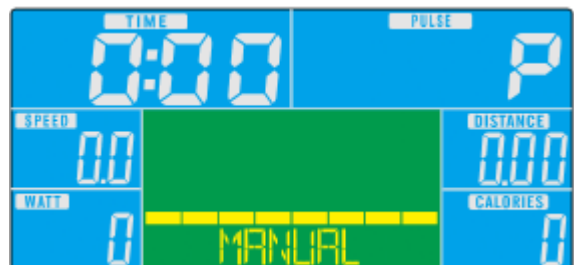 TIME
PULSE
0:00
P
SPEED
DISTANCE
0.0
0.00
WATT
CALORIES
0
0
MANUAL